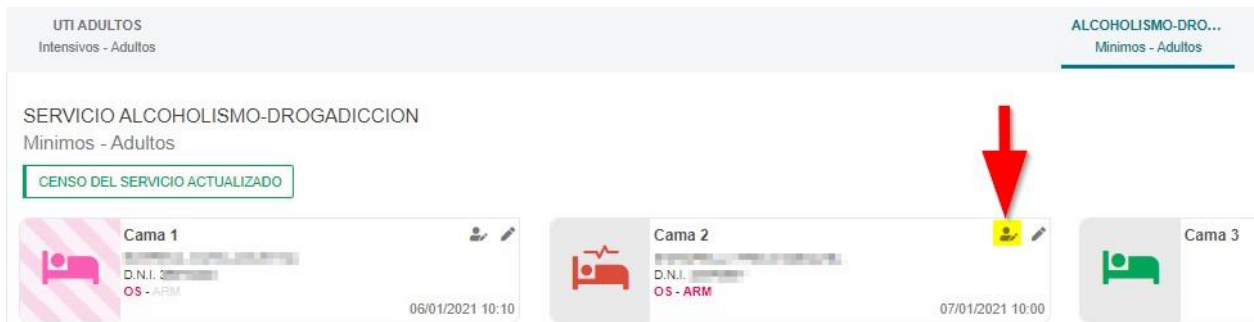 UTI ADULTOS
Intensivos - Adultos
ALCOHOLISMO-DRO...
Minimos - Adultos
SERVICIO ALCOHOLISMO-DROGADICCION
Minimos - Adultos
CENSO DEL SERVICIO ACTUALIZADO
Cama 1
D.N.I.
OS - ARM
06/01/2021 10:10
Cama 2
D.N.I.
OS - ARM
07/01/2021 10:00
Cama 3